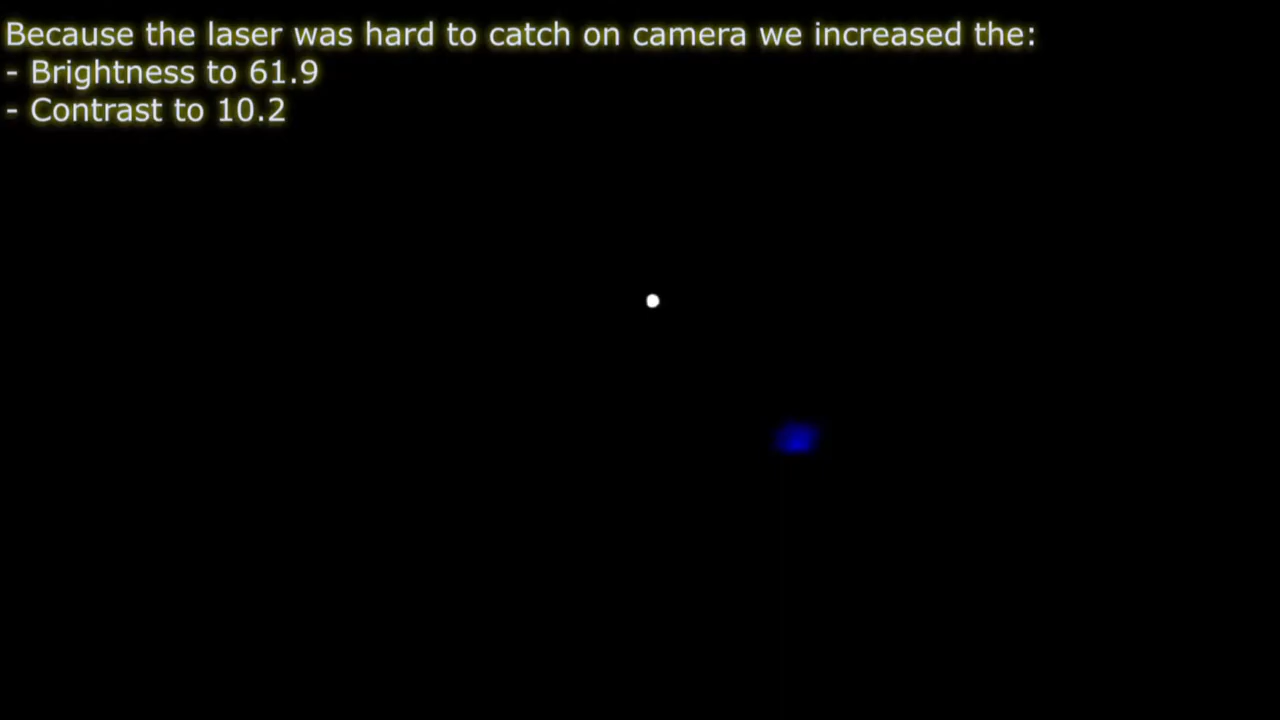 Because the laser was hard to catch on camera we increased the:
- Brightness to 61.9
- Contrast to 10.2